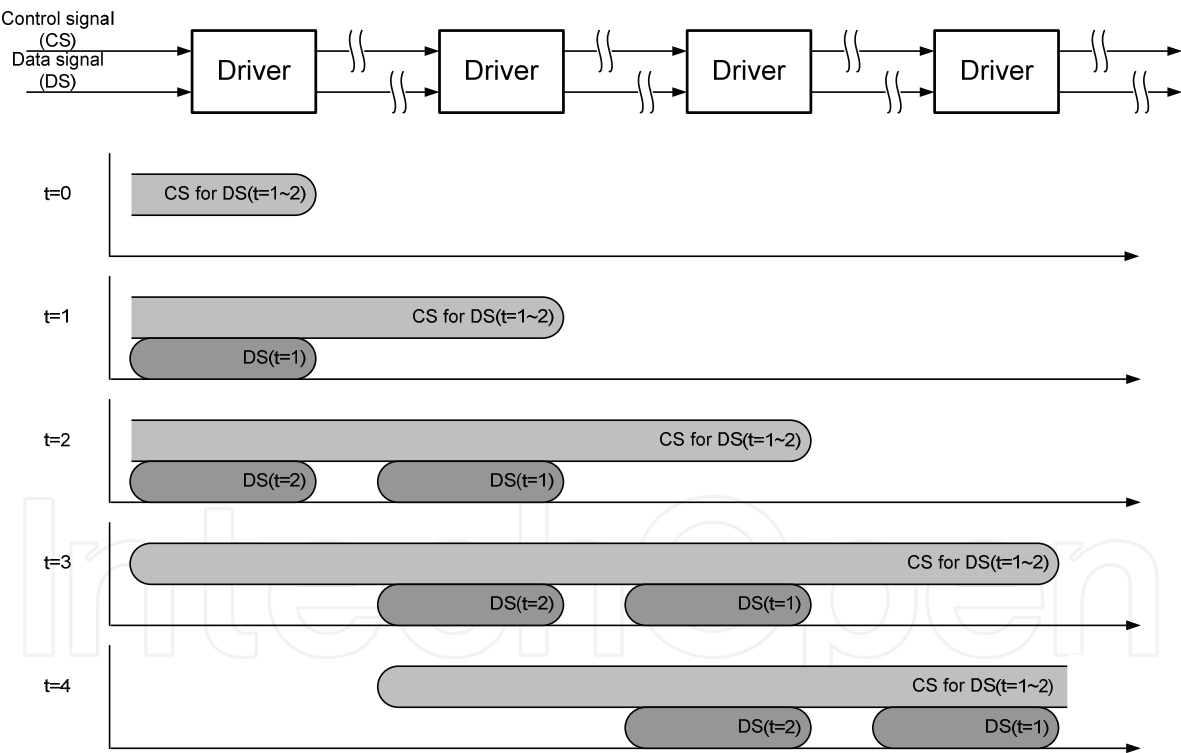 Control signal
(CS)
Data signal
(DS)
Driver
Driver
Driver
Driver
t=0
CS for DS(t=1~2)
t=1
CS for DS(t=1~2)
DS(t=1)
t=2
CS for DS(t=1~2)
DS(t=2)
DS(t=1)
t=3
CS for DS(t=1~2)
DS(t=2)
DS(t=1)
t=4
CS for DS(t=1~2)
DS(t=2)
DS(t=1)
IntechOpen